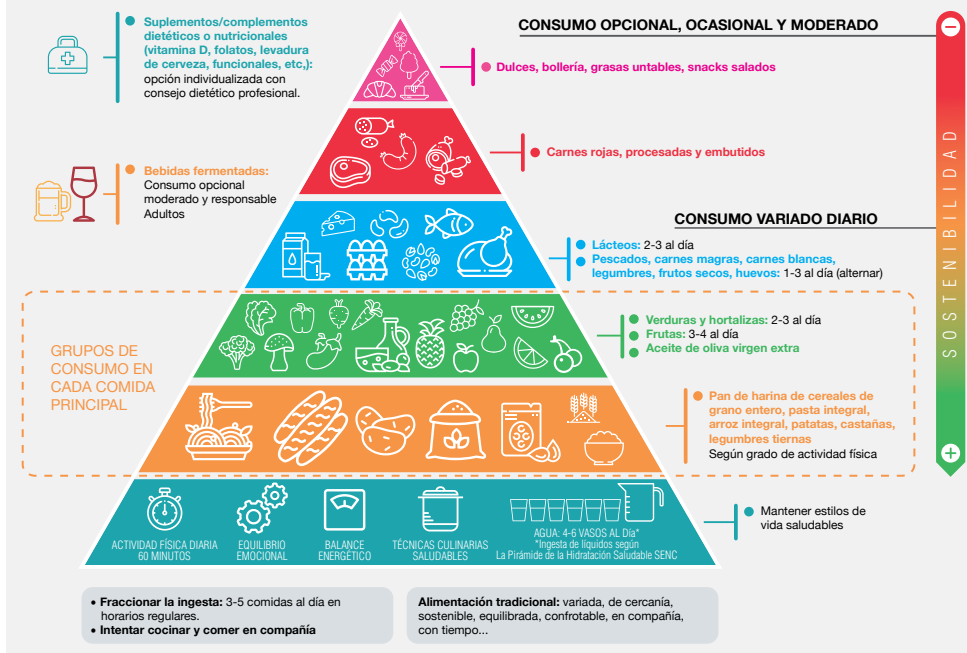 Suplementos/complementos
dietéticos o nutricionales
(vitamina D, folatos, levadura
de cerveza, funcionales, etc,):
opción individualizada con
consejo dietético profesional.
CONSUMO OPCIONAL, OCASIONAL Y MODERADO
Dulces, bollería, grasas untables, snacks salados
Carnes rojas, procesadas y embutidos
Bebidas fermentadas:
Consumo opcional
moderado y responsable
Adultos
CONSUMO VARIADO DIARIO
Lácteos: 2-3 al día
Pescados, carnes magras, carnes blancas,
legumbres, frutos secos, huevos: 1-3 al día (alternar)
SOSTENIBILIDAD
GRUPOS DE
CONSUMO EN
CADA COMIDA
PRINCIPAL
Verduras y hortalizas: 2-3 al día
Frutas: 3-4 al día
Aceite de oliva virgen extra
Pan de harina de cereales de
grano entero, pasta integral,
arroz integral, patatas, castañas,
legumbres tiernas
Según grado de actividad física
ACTIVIDAD FÍSICA DIARIA
60 MINUTOS
EQUILIBRIO
EMOCIONAL
BALANCE
ENERGÉTICO
TÉCNICAS CULINARIAS
SALUDABLES
AGUA: 4-6 VASOS AL Día*
*Ingesta de líquidos según
La Pirámide de la Hidratación Saludable SENC
Mantener estilos de
vida saludables
• Fraccionar la ingesta: 3-5 comidas al día en
horarios regulares.
• Intentar cocinar y comer en compañía
Alimentación tradicional: variada, de cercanía,
sostenible, equilibrada, confrotable, en compañía,
con tiempo...